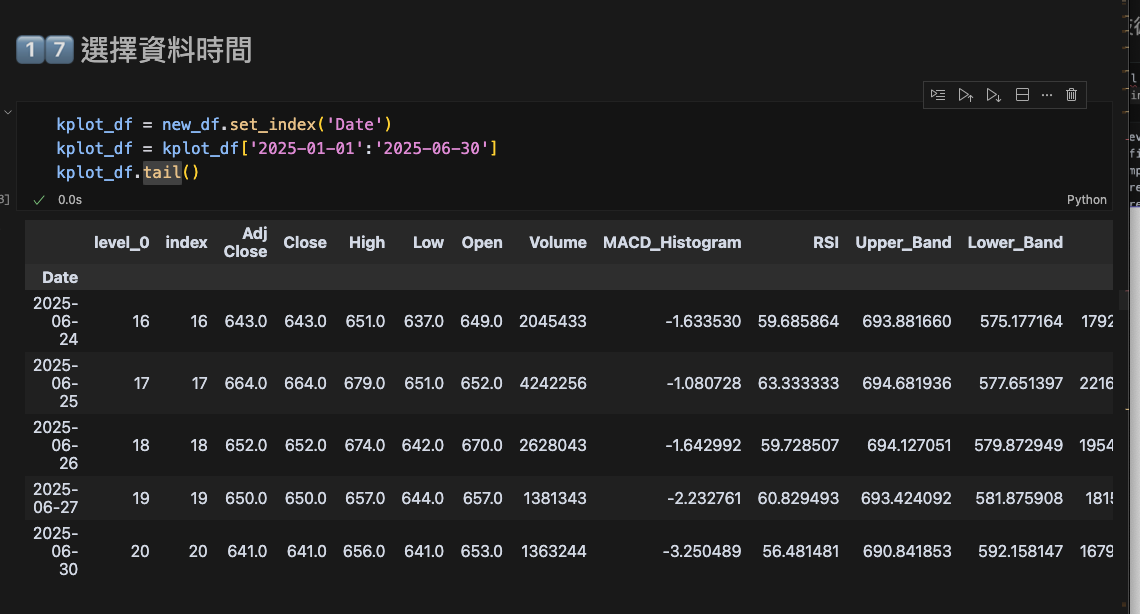 1️⃣7️⃣ 選擇資料時間
kplot_df = new_df.set_index('Date')
kplot_df = kplot_df['2025-01-01':'2025-06-30']
kplot_df.tail()
0.0s
Python
level_0 index Adj Close Close High Low Open Volume MACD_Histogram RSI Upper_Band Lower_Band
Date
2025-06-24 16 16 643.0 643.0 651.0 637.0 649.0 2045433 -1.633530 59.685864 693.881660 575.177164 1792
2025-06-25 17 17 664.0 664.0 679.0 651.0 652.0 4242256 -1.080728 63.333333 694.681936 577.651397 2216
2025-06-26 18 18 652.0 652.0 674.0 642.0 670.0 2628043 -1.642992 59.728507 694.127051 579.872949 1954
2025-06-27 19 19 650.0 650.0 657.0 644.0 657.0 1381343 -2.232761 60.829493 693.424092 581.875908 1815
2025-06-30 20 20 641.0 641.0 656.0 641.0 653.0 1363244 -3.250489 56.481481 690.841853 592.158147 1679